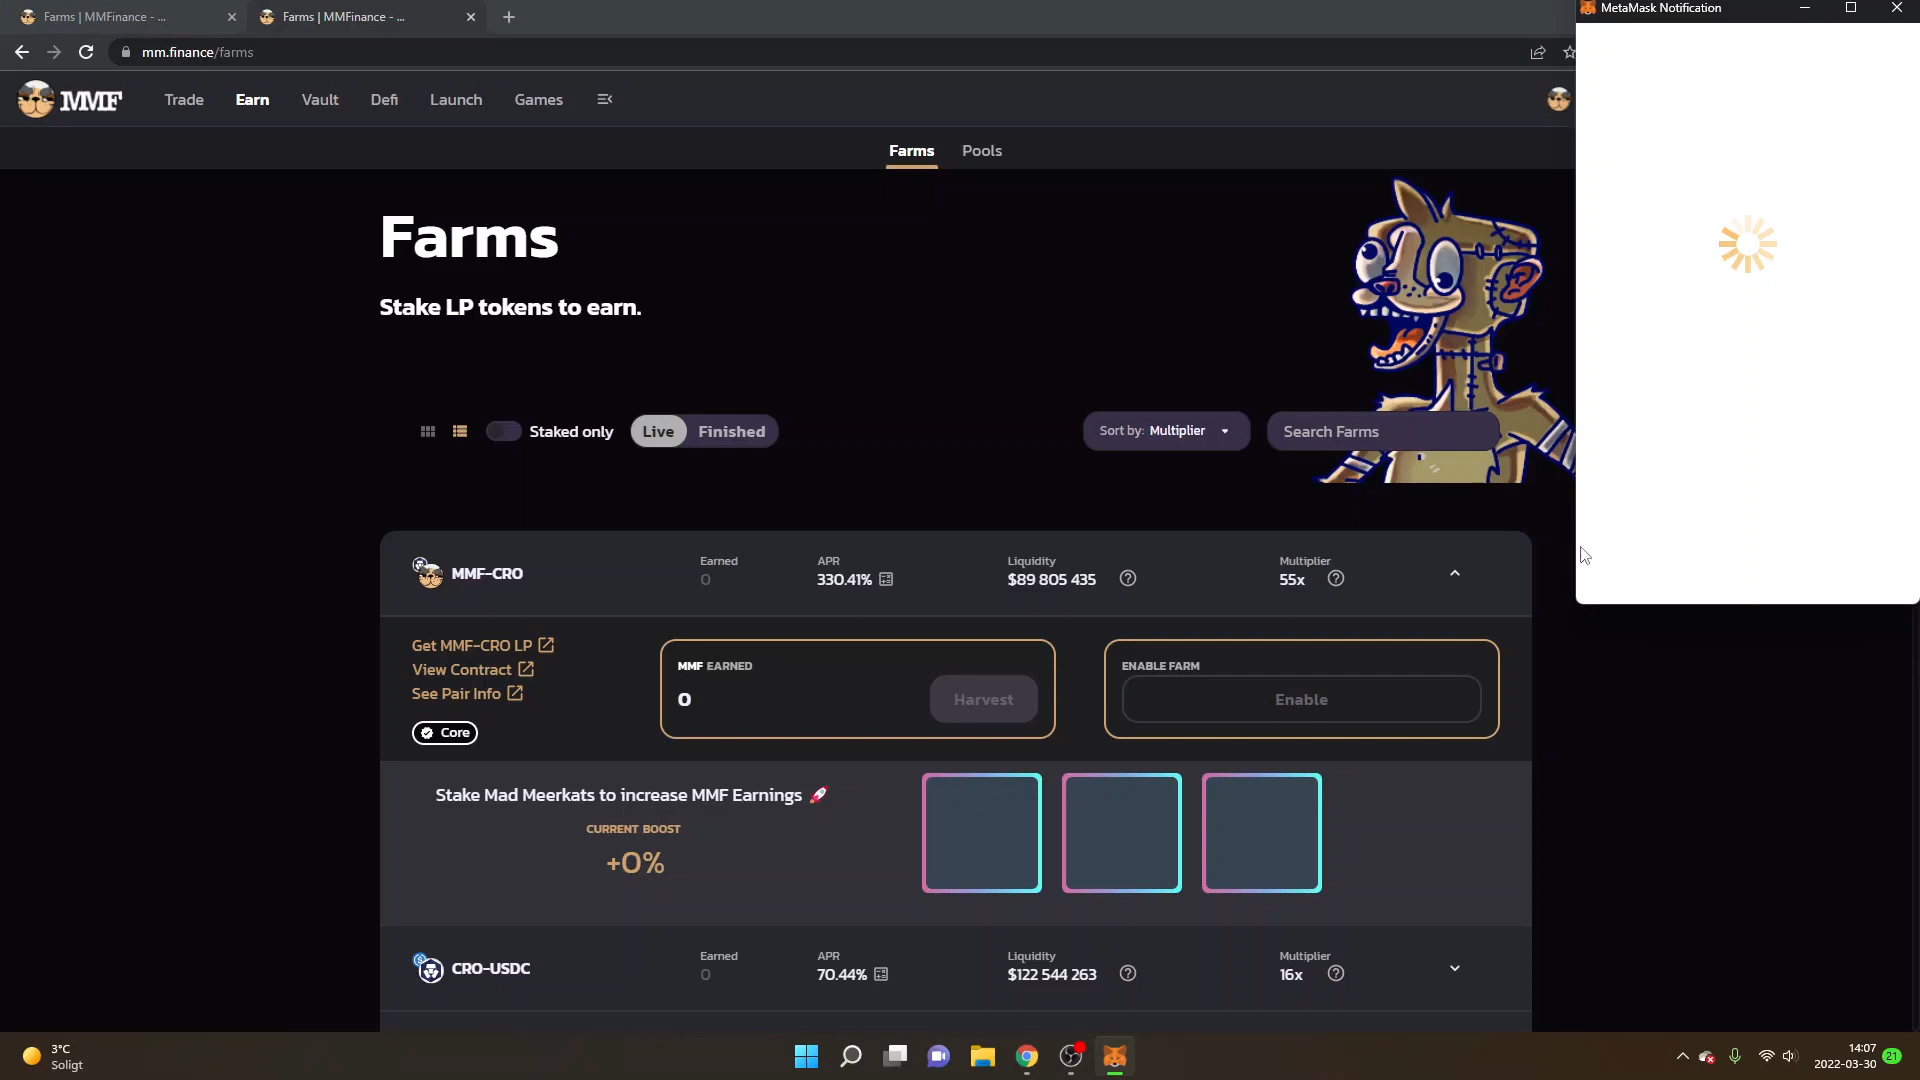 Farms | MMFinance - ...
Farms | MMFinance - ...
MetaMask Notification
mm.finance/farms
MMF
Trade
Earn
Vault
Defi
Launch
Games
Farms
Pools
Farms
Stake LP tokens to earn.
Staked only
Live
Finished
Sort by: Multiplier
Search Farms
MMF-CRO
Earned
0
APR
330.41%
Liquidity
$89 805 435
Multiplier
55x
Get MMF-CRO LP
View Contract
See Pair Info
Core
MMF EARNED
0
Harvest
ENABLE FARM
Enable
Stake Mad Meerkats to increase MMF Earnings 🚀
CURRENT BOOST
+0%
CRO-USDC
Earned
0
APR
70.44%
Liquidity
$122 544 263
Multiplier
16x
3°C
Soligt
14:07
2022-03-30
21